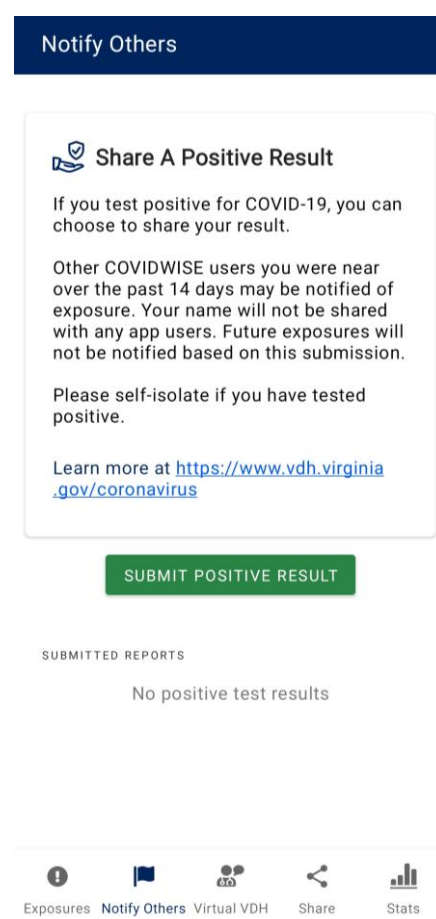 Notify Others
Share A Positive Result
If you test positive for COVID-19, you can
choose to share your result.
Other COVIDWISE users you were near
over the past 14 days may be notified of
exposure. Your name will not be shared
with any app users. Future exposures will
not be notified based on this submission.
Please self-isolate if you have tested
positive.
Learn more at https://www.vdh.virginia
.gov/coronavirus
SUBMIT POSITIVE RESULT
SUBMITTED REPORTS
No positive test results
Exposures Notify Others Virtual VDH Share Stats